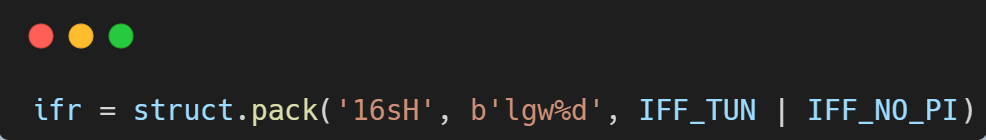 ifr = struct.pack('16sH', b'lgw%d', IFF_TUN | IFF_NO_PI)